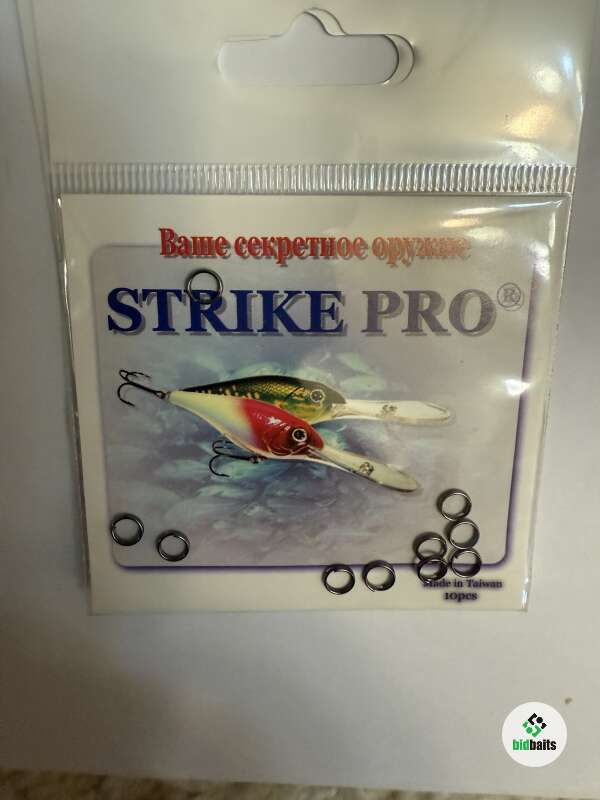 Ваше секретное оружие
STRIKE PRO®
Made in Taiwan
10pcs
bidbaits